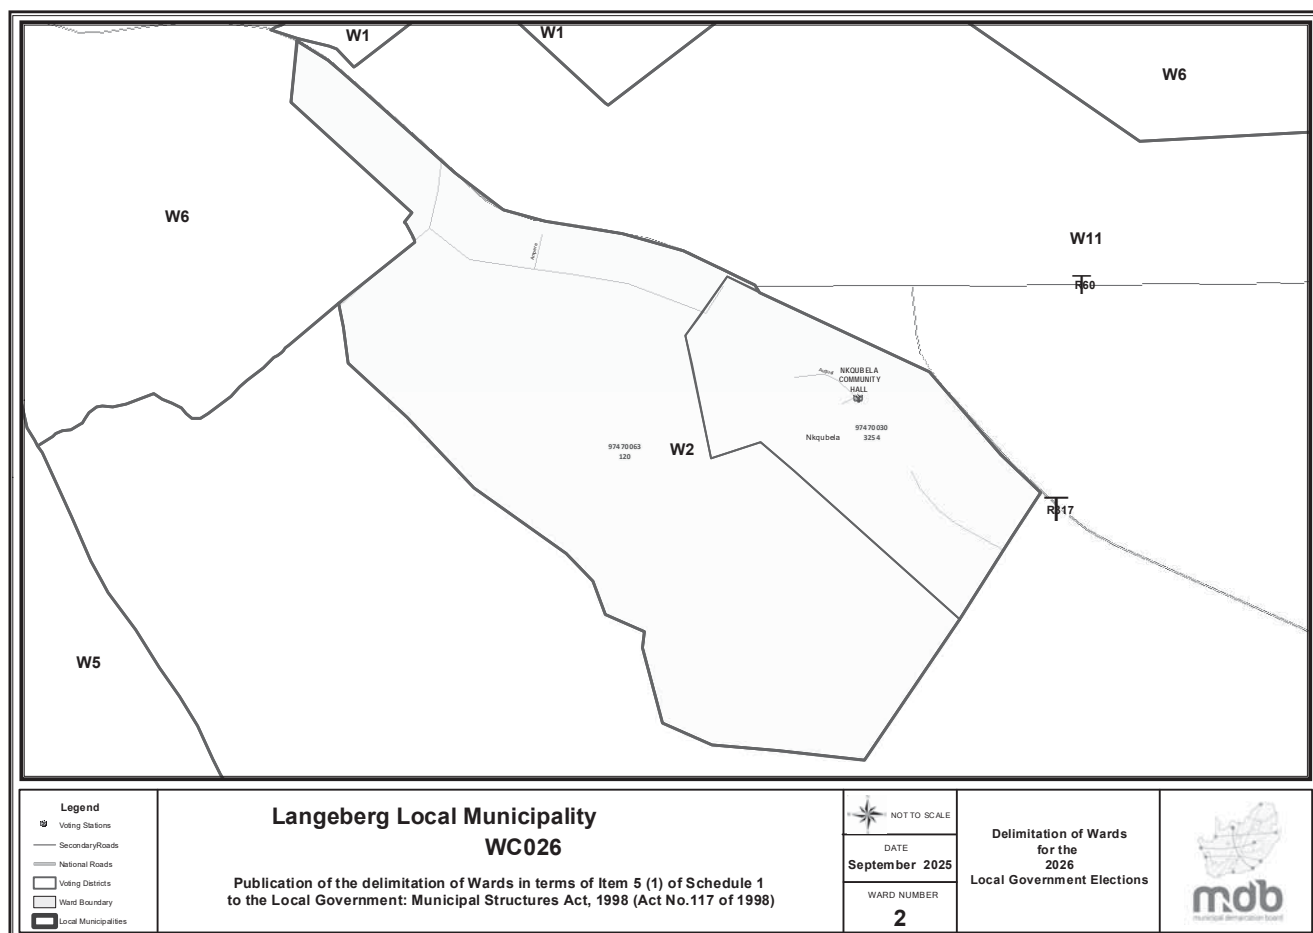 W1
W1
W6
W6
W11
R60
NKQUBELA
COMMUNITY
HALL
97470030
3254
Nkqubela
97470063
120
W2
R317
W5
Legend
Voting Stations
SecondaryRoads
National Roads
Voting Districts
Ward Boundary
Local Municipalities
Langeberg Local Municipality
WC026
Publication of the delimitation of Wards in terms of Item 5 (1) of Schedule 1
to the Local Government: Municipal Structures Act, 1998 (Act No.117 of 1998)
NOT TO SCALE
DATE
September 2025
WARD NUMBER
2
Delimitation of Wards
for the
2026
Local Government Elections
mdb
municipal demarcation board